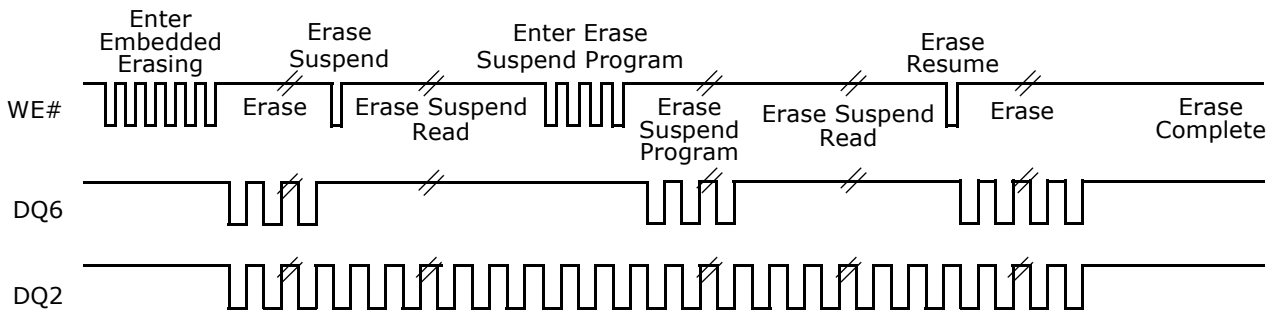 Enter
Embedded
Erasing
Erase
Suspend
Enter Erase
Suspend Program
Erase
Resume
WE#
Erase
Erase Suspend
Read
Erase
Suspend
Program
Erase Suspend
Read
Erase
Erase
Complete
DQ6
DQ2